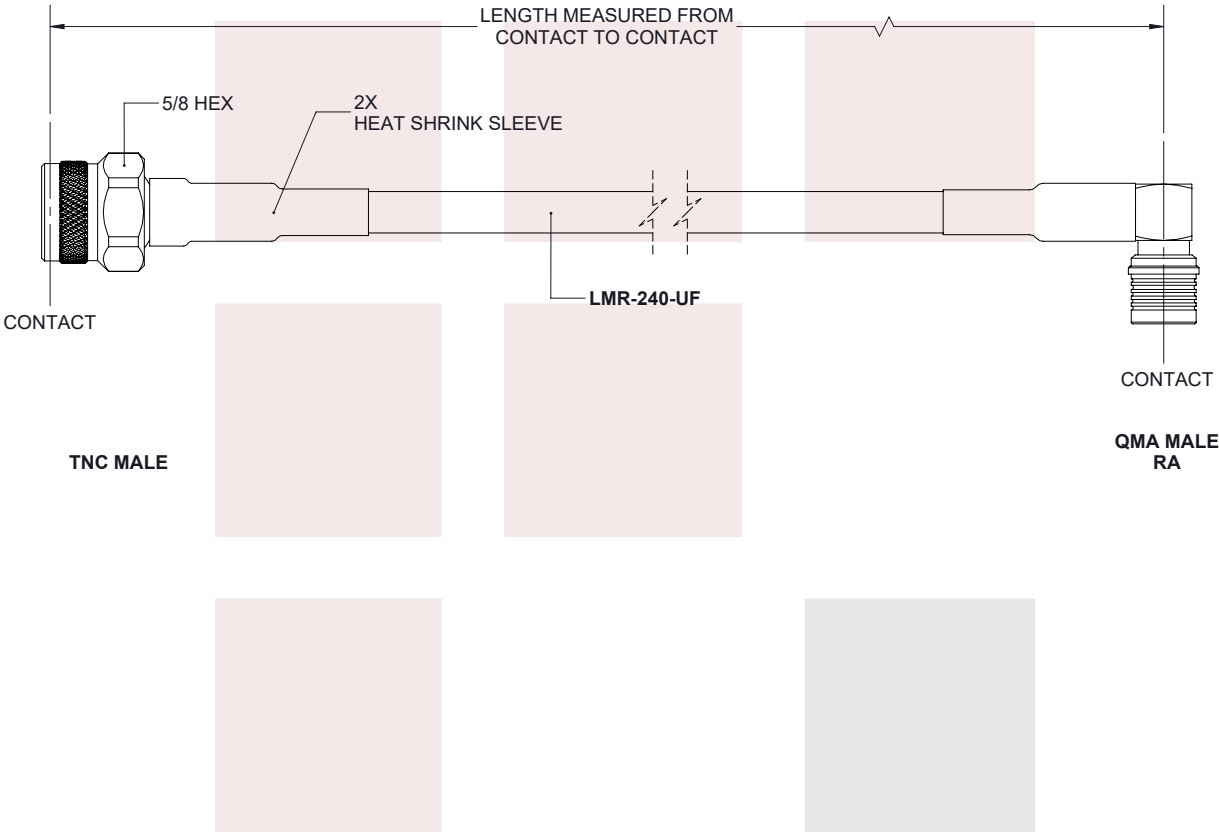 LENGTH MEASURED FROM
CONTACT TO CONTACT
5/8 HEX
2X
HEAT SHRINK SLEEVE
LMR-240-UF
CONTACT
CONTACT
TNC MALE
QMA MALE
RA